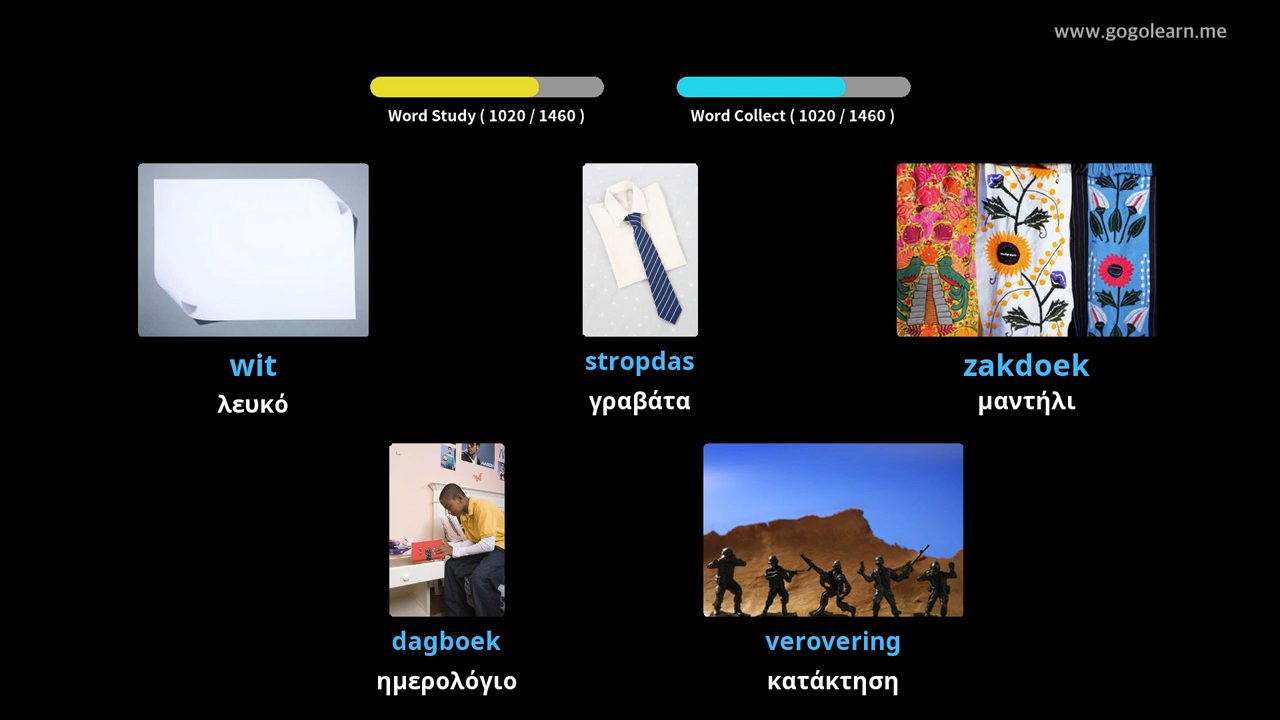 www.gogolearn.me
Word Study ( 1020 / 1460 )
Word Collect ( 1020 / 1460 )
wit
λευκό
stropdas
γραβάτα
zakdoek
μαντήλι
dagboek
ημερολόγιο
verovering
κατάκτηση